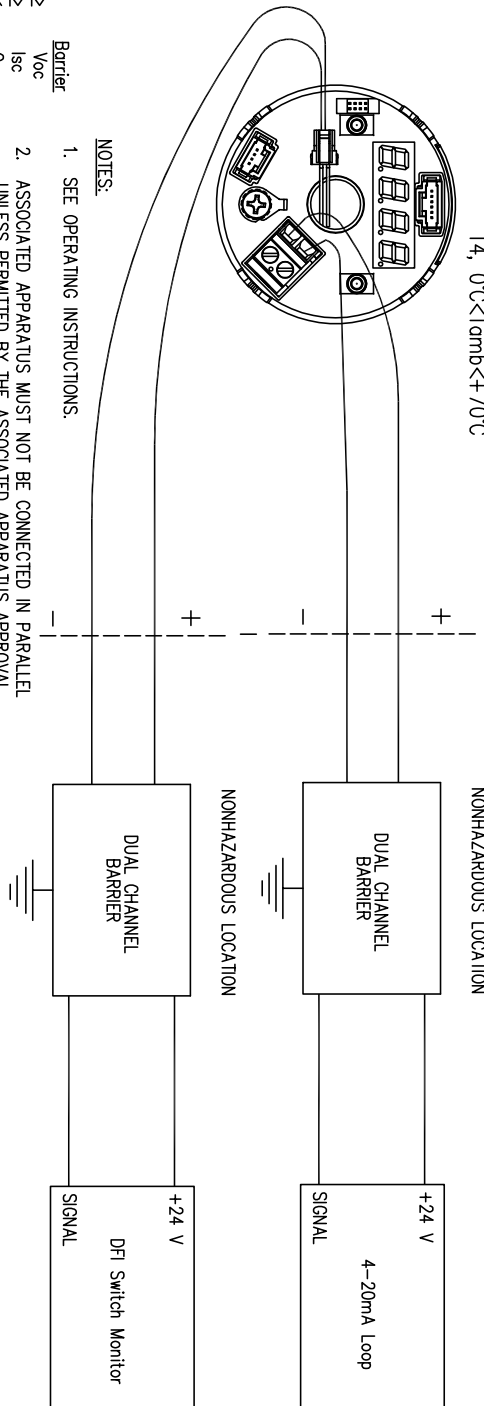 T4, 0°C<Tamb<+70°C
NONHAZARDOUS LOCATION
+
-
DUAL CHANNEL
BARRIER
+24 V
SIGNAL
4-20mA Loop
NONHAZARDOUS LOCATION
+
-
DUAL CHANNEL
BARRIER
+24 V
SIGNAL
DFI Switch Monitor
NOTES:
1. SEE OPERATING INSTRUCTIONS.
2. ASSOCIATED APPARATUS MUST NOT BE CONNECTED IN PARALLEL
UNLESS PERMITTED BY THE ASSOCIATED APPARATUS APPROVAL
Barrier
Voc
Isc